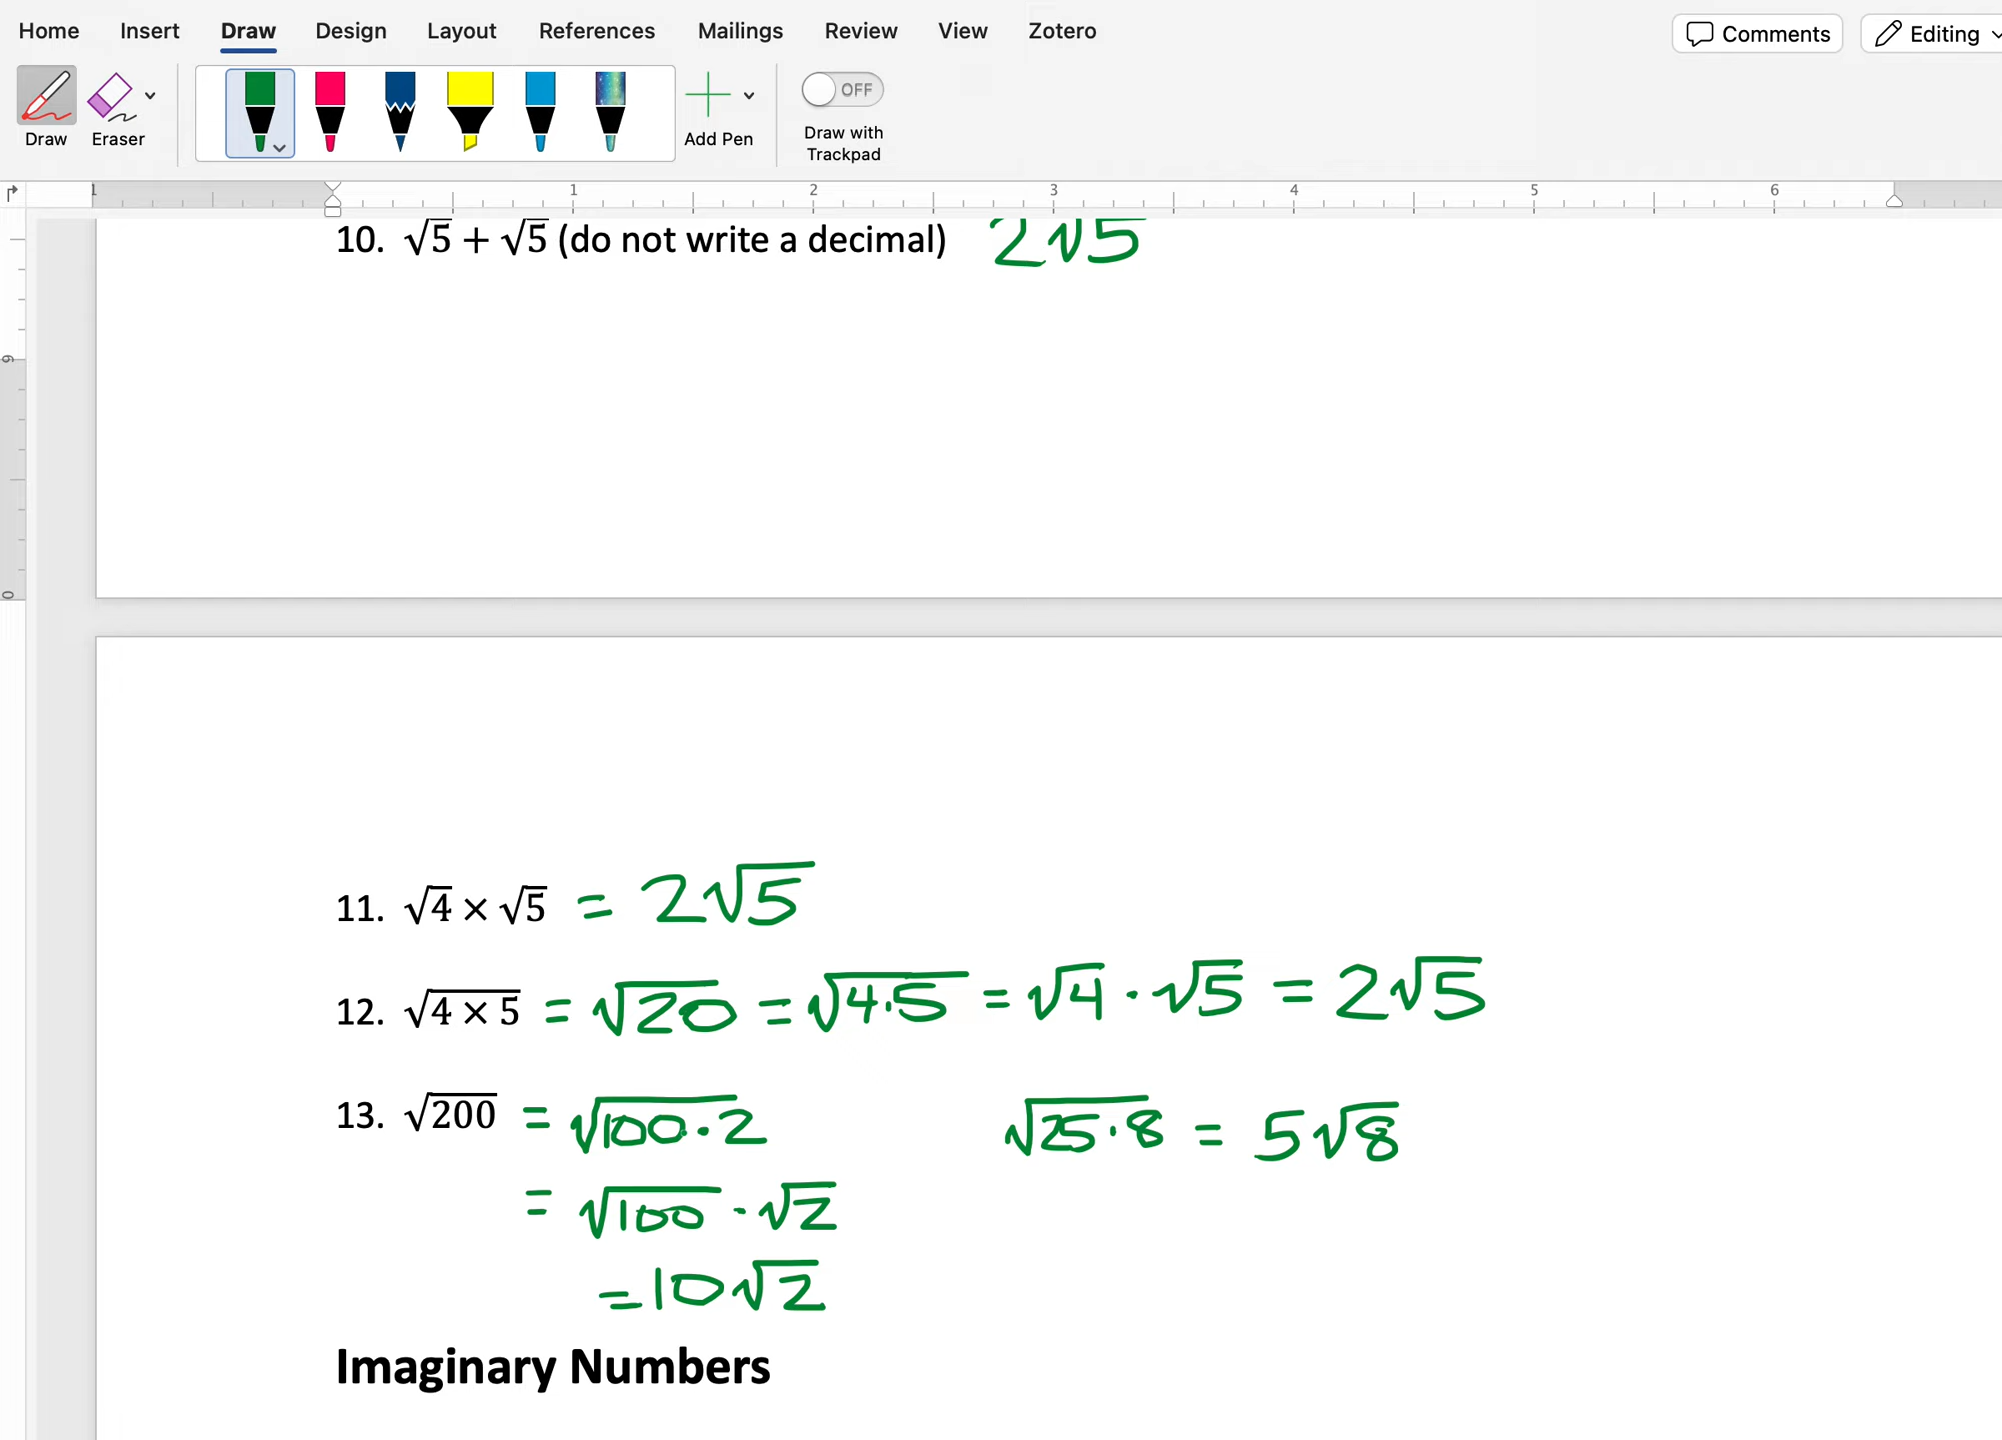 Home Insert Draw Design Layout References Mailings Review View Zotero Comments Editing
OFF
Draw Eraser Add Pen Draw with Trackpad
1 1 2 3 4 5 6
10. √5 + √5 (do not write a decimal) 2√5
9
0
11. √4 × √5 = 2√5
12. √(4 × 5) = √20 = √(4·5) = √4 · √5 = 2√5
13. √200 = √(100·2) √(25·8) = 5√8
= √100 · √2
= 10√2
Imaginary Numbers